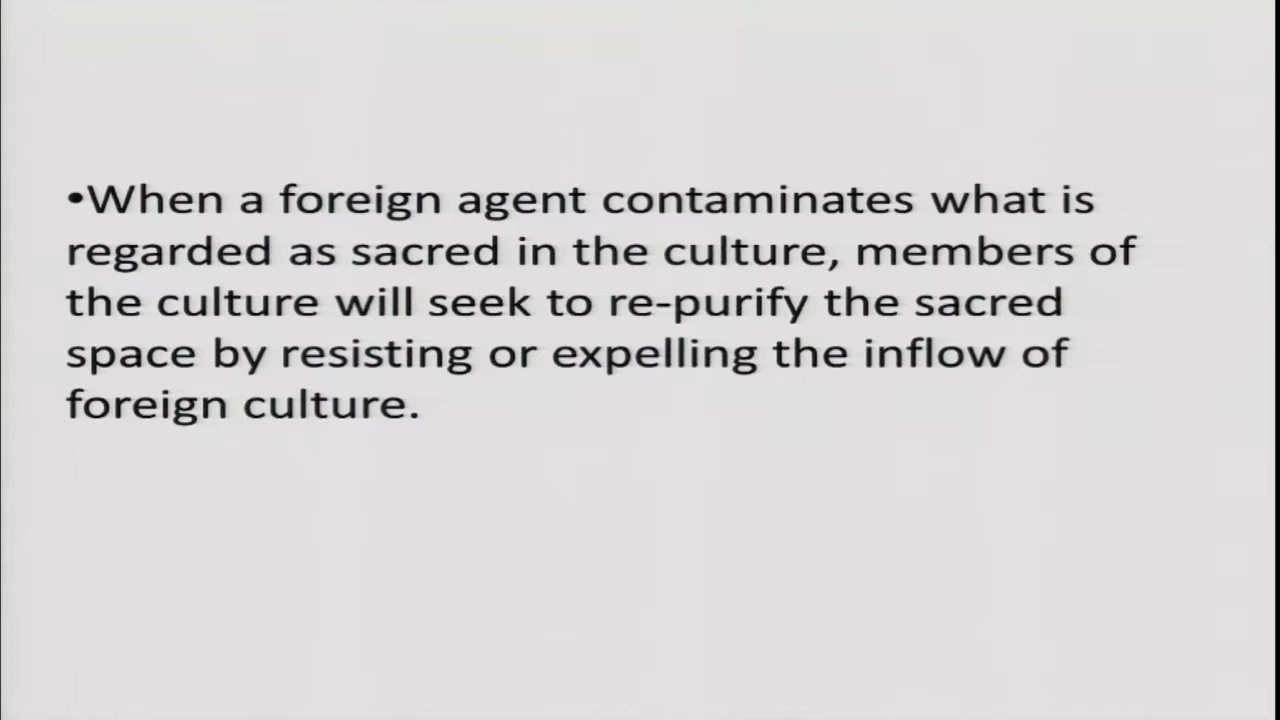 •When a foreign agent contaminates what is
regarded as sacred in the culture, members of
the culture will seek to re-purify the sacred
space by resisting or expelling the inflow of
foreign culture.